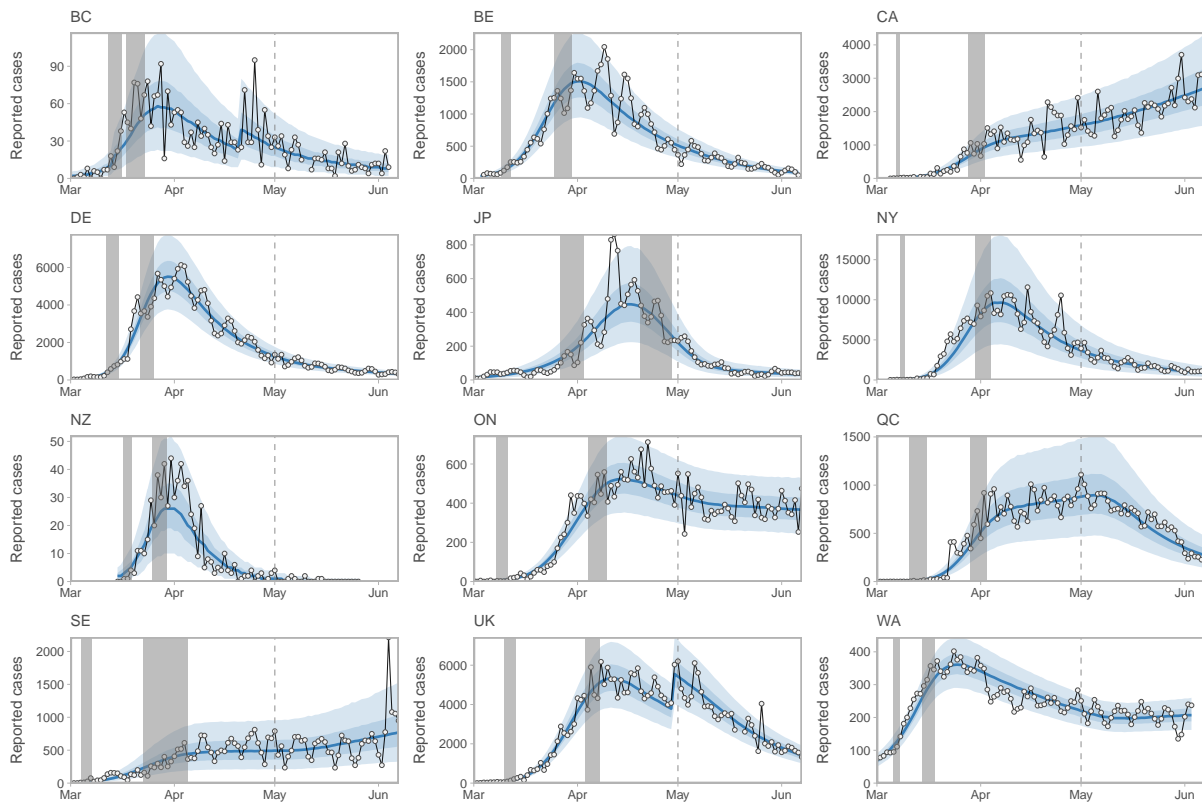 BC
BE
CA
Reported cases
90
60
30
0
Mar
Apr
May
Jun
Reported cases
2000
1500
1000
500
0
Mar
Apr
May
Jun
Reported cases
4000
3000
2000
1000
0
Mar
Apr
May
Jun
DE
JP
NY
Reported cases
6000
4000
2000
0
Mar
Apr
May
Jun
Reported cases
800
600
400
200
0
Mar
Apr
May
Jun
Reported cases
15000
10000
5000
0
Mar
Apr
May
Jun
NZ
ON
QC
Reported cases
50
40
30
20
10
0
Mar
Apr
May
Jun
Reported cases
600
400
200
0
Mar
Apr
May
Jun
Reported cases
1500
1000
500
0
Mar
Apr
May
Jun
SE
UK
WA
Reported cases
2000
1500
1000
500
0
Mar
Apr
May
Jun
Reported cases
6000
4000
2000
0
Mar
Apr
May
Jun
Reported cases
400
300
200
100
0
Mar
Apr
May
Jun